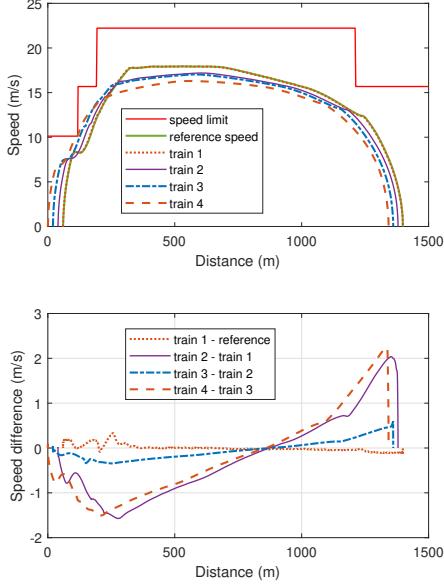 25
20
15
10
5
0
Speed (m/s)
speed limit
reference speed
train 1
train 2
train 3
train 4
0
500
1000
1500
Distance (m)
3
2
1
0
-1
-2
Speed difference (m/s)
train 1 - reference
train 2 - train 1
train 3 - train 2
train 4 - train 3
0
500
1000
1500
Distance (m)